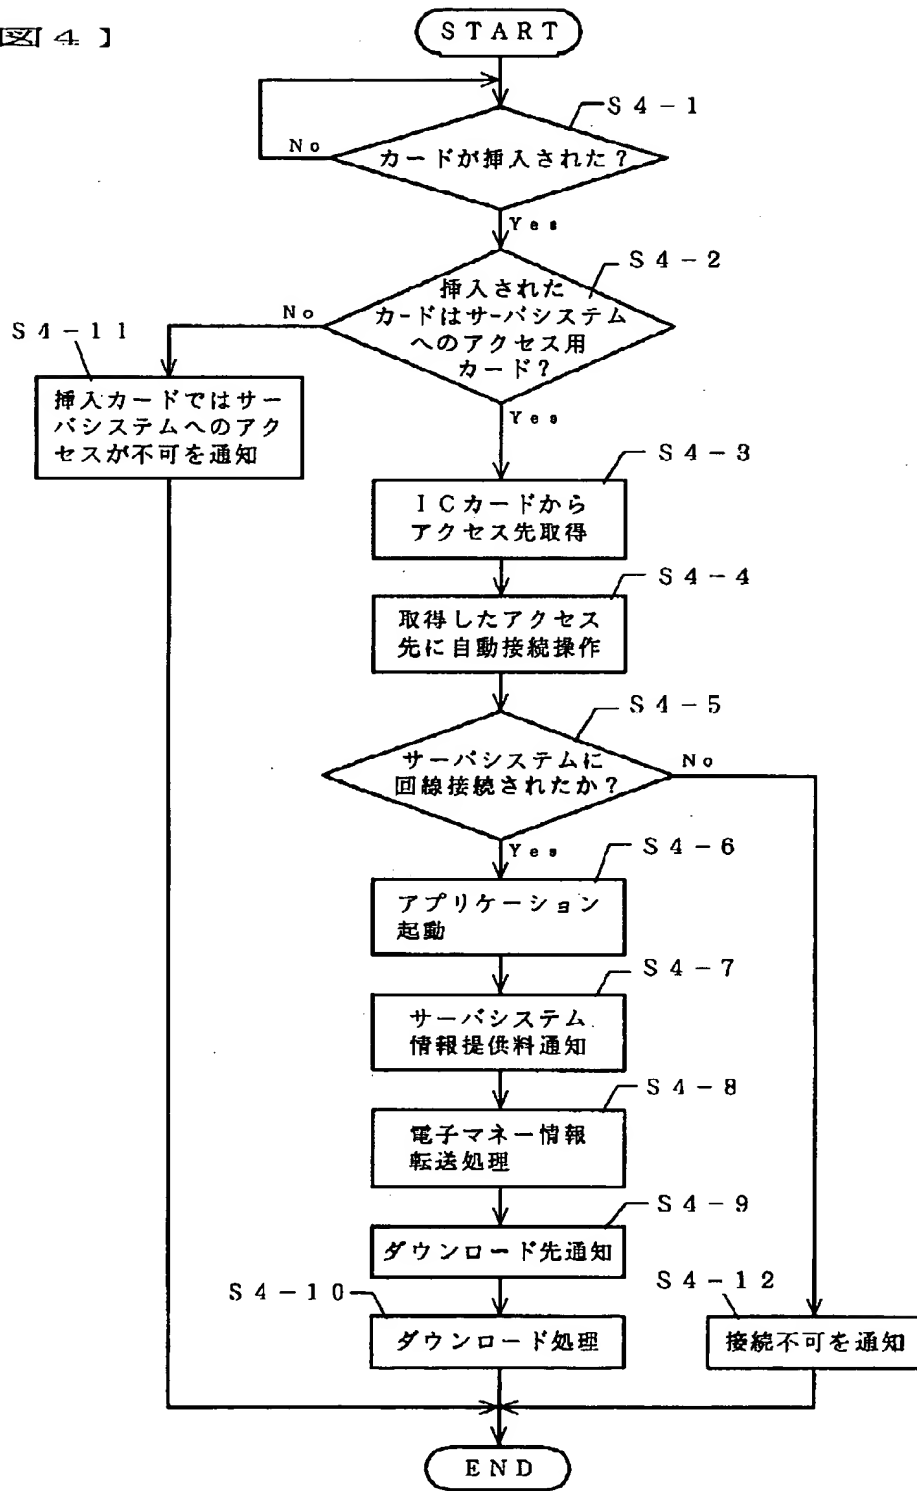 図４】
START
S4-1
No
カードが挿入された？
Yes
S4-2
挿入された
カードはサーバシステム
へのアクセス用
カード？
No
S4-11
挿入カードではサー
バシステムへのアク
セスが不可を通知
Yes
S4-3
ICカードから
アクセス先取得
S4-4
取得したアクセス
先に自動接続操作
S4-5
サーバシステムに
回線接続されたか？
No
Yes
S4-6
アプリケーション
起動
S4-7
サーバシステム
情報提供料通知
S4-8
電子マネー情報
転送処理
S4-9
ダウンロード先通知
S4-10
ダウンロード処理
S4-12
接続不可を通知
END